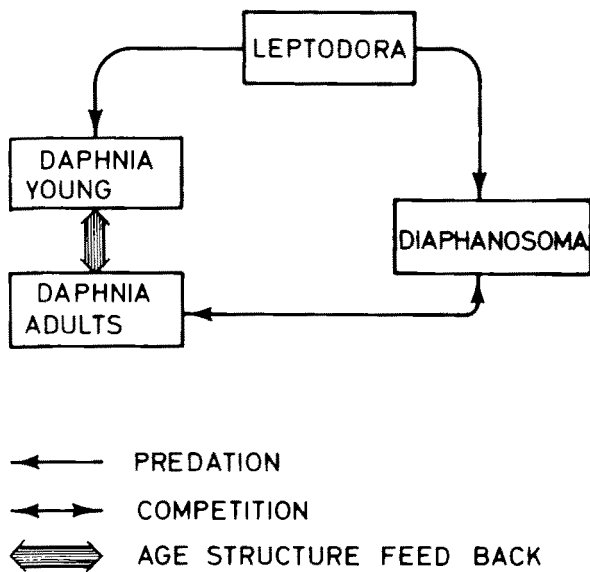 LEPTODORA
DAPHNIA
YOUNG
DIAPHANOSOMA
DAPHNIA
ADULTS
PREDATION
COMPETITION
AGE STRUCTURE FEED BACK